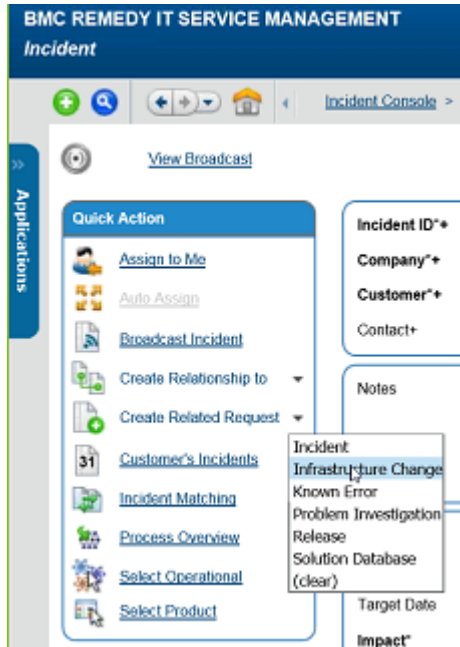 BMC REMEDY IT SERVICE MANAGEMENT
Incident
Incident Console >
View Broadcast
Applications
Quick Action
Assign to Me
Auto Assign
Broadcast Incident
Create Relationship to
Create Related Request
Customer's Incidents
31
Incident Matching
Process Overview
Select Operational
Select Product
Incident
Infrastructure Change
Known Error
Problem Investigation
Release
Solution Database
(clear)
Incident ID*+
Company*+
Customer*+
Contact+
Notes
Target Date
Impact*